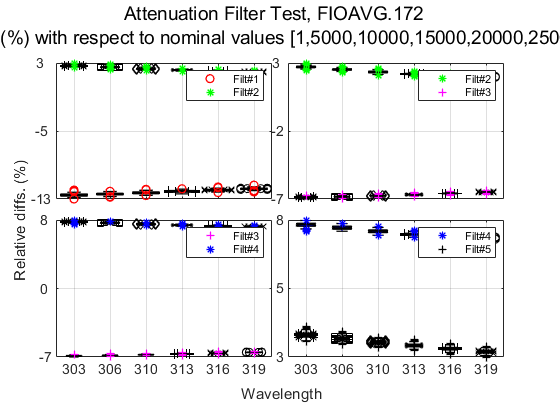 Attenuation Filter Test, FIOAVG.172
(%) with respect to nominal values [1,5000,10000,15000,20000,250
3
-5
-13
Filt#1
Filt#2
3
-2
-7
Filt#2
Filt#3
Relative diffs. (%)
8
0
-7
Filt#3
Filt#4
303 306 310 313 316 319
8
5
3
Filt#4
Filt#5
303 306 310 313 316 319
Wavelength